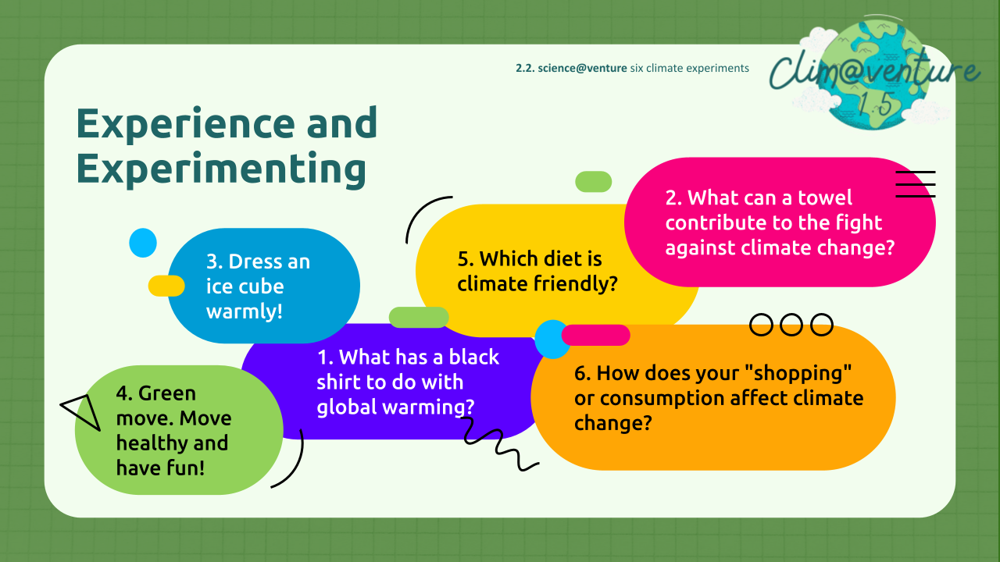 2.2. science@venture six climate experiments
Clim@venture
1.5
Experience and
Experimenting
2. What can a towel
contribute to the fight
against climate change?
3. Dress an
ice cube
warmly!
5. Which diet is
climate friendly?
1. What has a black
shirt to do with
global warming?
4. Green
move. Move
healthy and
have fun!
6. How does your "shopping"
or consumption affect climate
change?